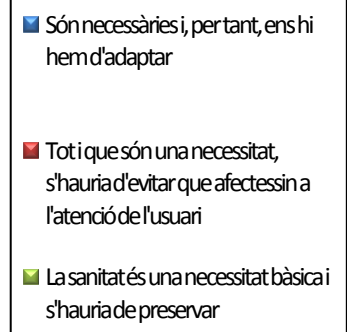 Són necessàries i, per tant, ens hi
hem d'adaptar
Tot i que són una necessitat,
s'hauria d'evitar que afectessin a
l'atenció de l'usuari
La sanitat és una necessitat bàsica i
s'hauria de preservar